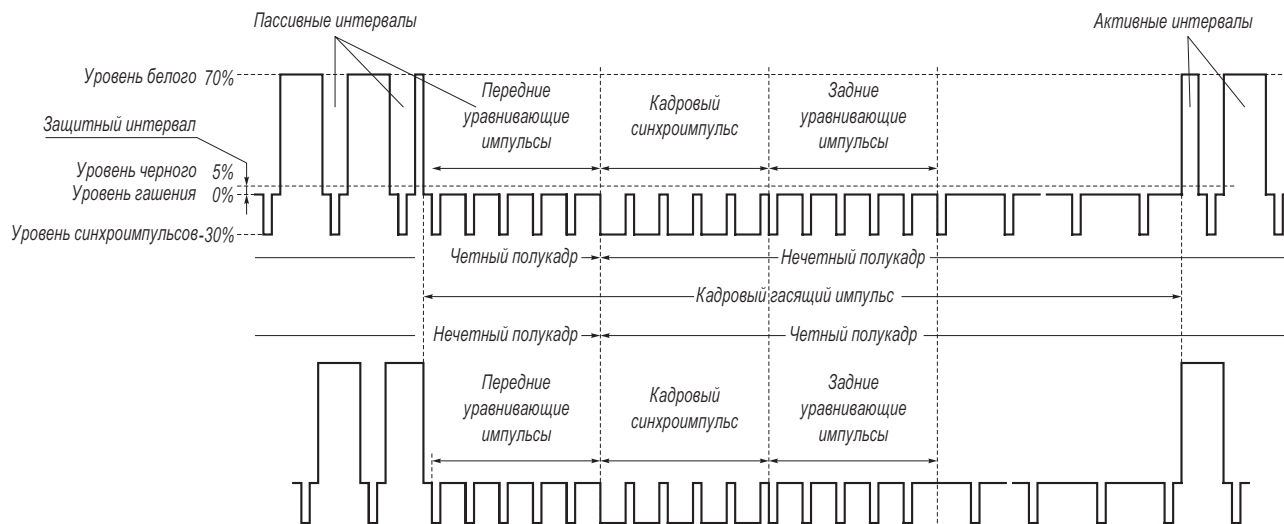 Пассивные интервалы
Активные интервалы
Уровень белого 70%
Передние
уравнивающие
импульсы
Кадровый
синхроимпульс
Задние
уравнивающие
импульсы
Защитный интервал
Уровень черного 5%
Уровень гашения 0%
Уровень синхроимпульсов-30%
Четный полукадр
Нечетный полукадр
Кадровый гасящий импульс
Нечетный полукадр
Четный полукадр
Передние
уравнивающие
импульсы
Кадровый
синхроимпульс
Задние
уравнивающие
импульсы